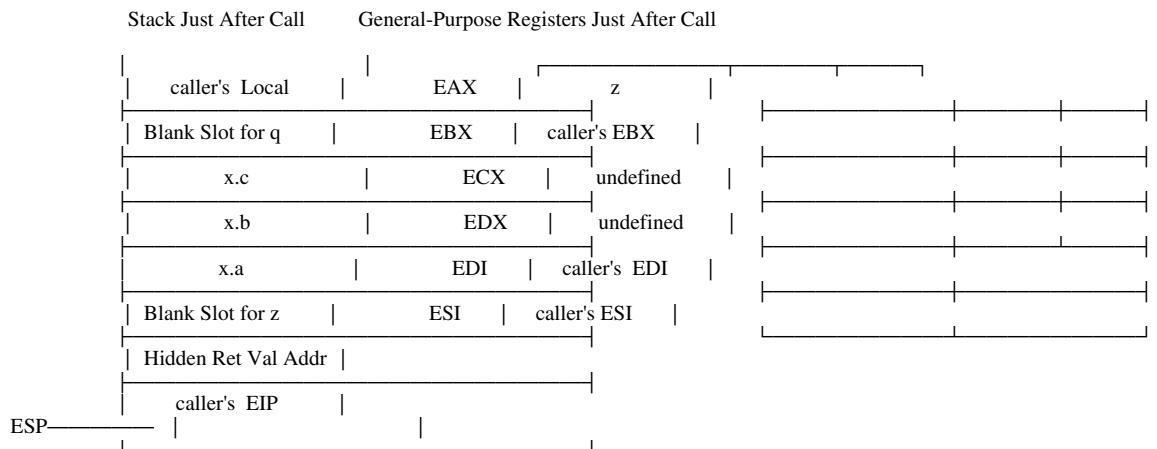 Stack Just After Call General-Purpose Registers Just After Call
caller's Local | EAX | z |
| Blank Slot for q | EBX | caller's EBX |
| x.c | ECX | undefined |
| x.b | EDX | undefined |
| x.a | EDI | caller's EDI |
| Blank Slot for z | ESI | caller's ESI |
| Hidden Ret Val Addr |
| caller's EIP |
ESP